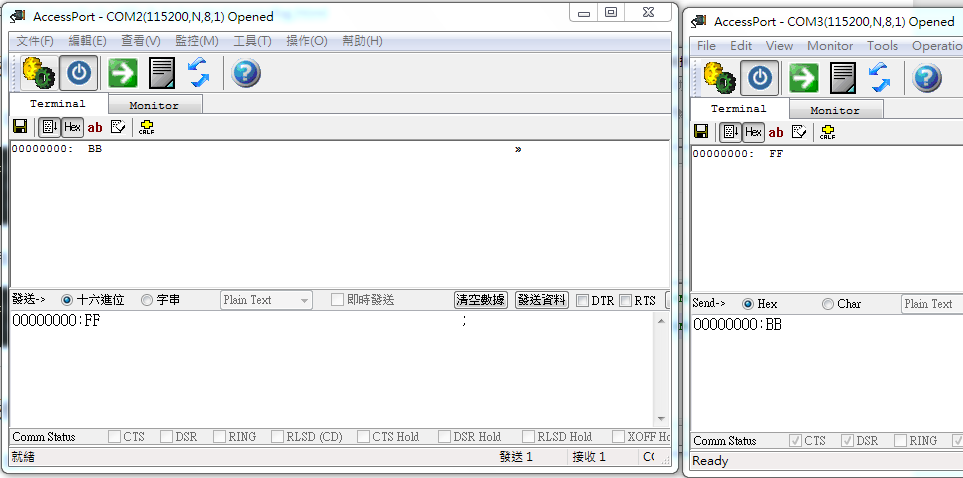 AccessPort - COM2(115200,N,8,1) Opened
文件(F) 編輯(E) 查看(V) 監控(M) 工具(T) 操作(O) 幫助(H)
Terminal Monitor
Hex ab CRLF
00000000: BB »
發送-> 十六進位 字串 Plain Text 即時發送 清空數據 發送資料 DTR RTS
00000000:FF ;
Comm Status CTS DSR RING RLSD (CD) CTS Hold DSR Hold RLSD Hold XOFF Ho
就緒 發送 1 接收 1
AccessPort - COM3(115200,N,8,1) Opened
File Edit View Monitor Tools Operatio
Terminal Monitor
Hex ab CRLF
00000000: FF
Send-> Hex Char Plain Text
00000000:BB
Comm Status CTS DSR RING
Ready